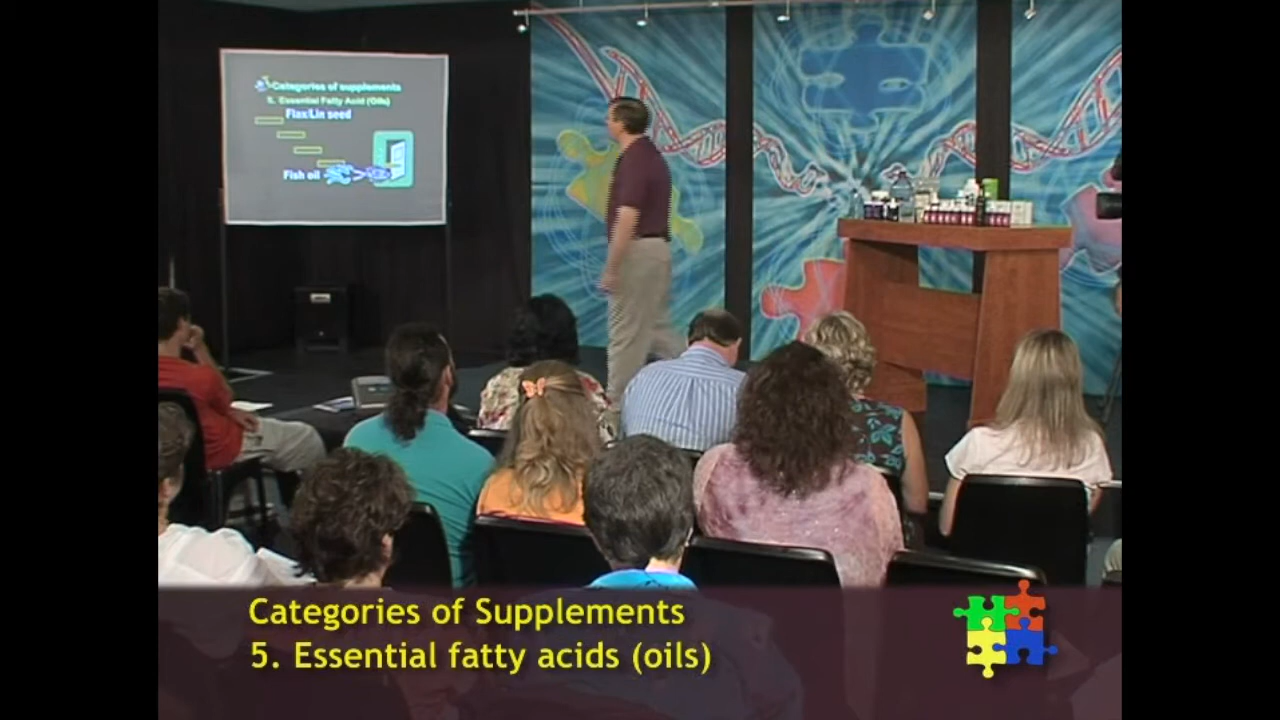 Categories of supplements
5. Essential Fatty Acid (Oils)
Flax/Lin seed
Fish oil
Categories of Supplements
5. Essential fatty acids (oils)